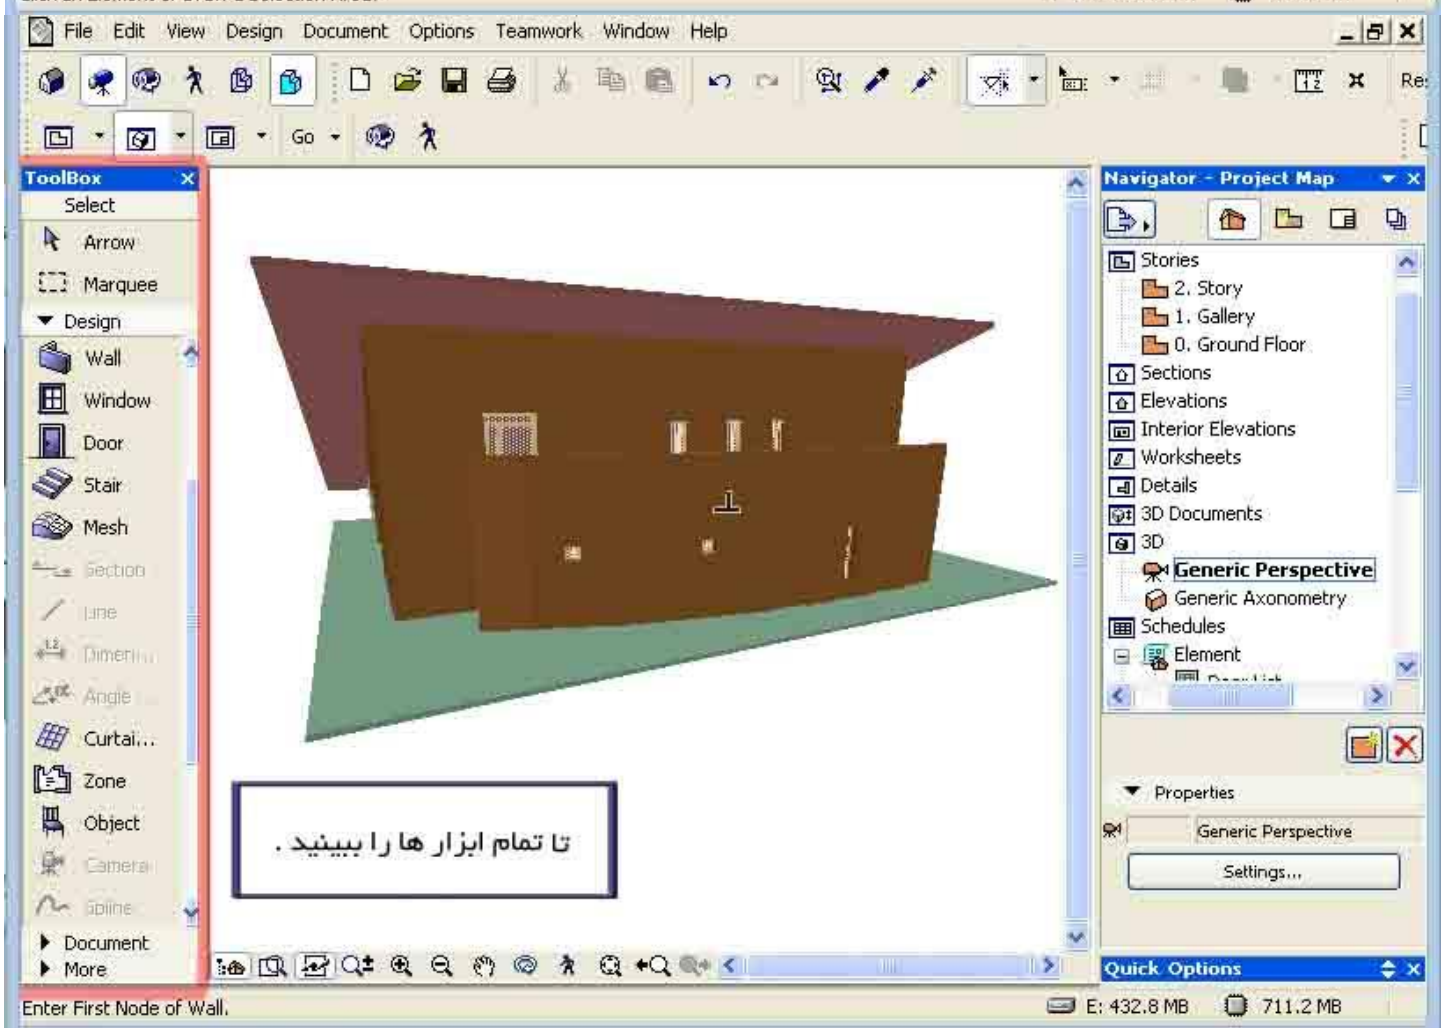 File Edit View Design Document Options Teamwork Window Help
Go
ToolBox
Select
Arrow
Marquee
Design
Wall
Window
Door
Stair
Mesh
Section
Line
Dimen...
Angle
Curtai...
Zone
Object
Camera
Spline
Document
More
تا تمام ابزار ها را ببینید .
Navigator - Project Map
Stories
2. Story
1. Gallery
0. Ground Floor
Sections
Elevations
Interior Elevations
Worksheets
Details
3D Documents
3D
Generic Perspective
Generic Axonometry
Schedules
Element
Properties
Generic Perspective
Settings...
Quick Options
Enter First Node of Wall.
E: 432.8 MB 711.2 MB